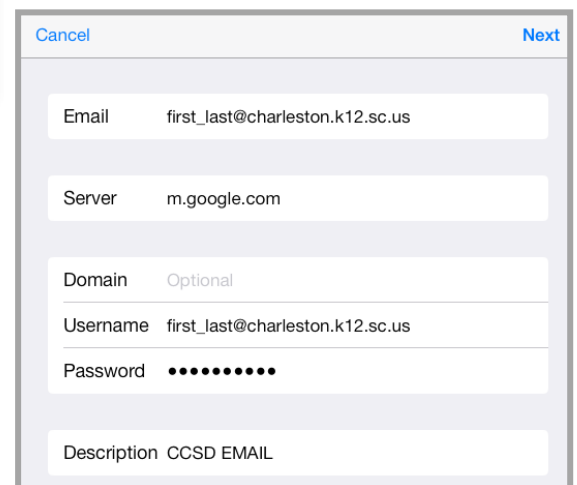 Cancel Next
Email first_last@charleston.k12.sc.us
Server m.google.com
Domain Optional
Username first_last@charleston.k12.sc.us
Password ●●●●●●●●●●
Description CCSD EMAIL